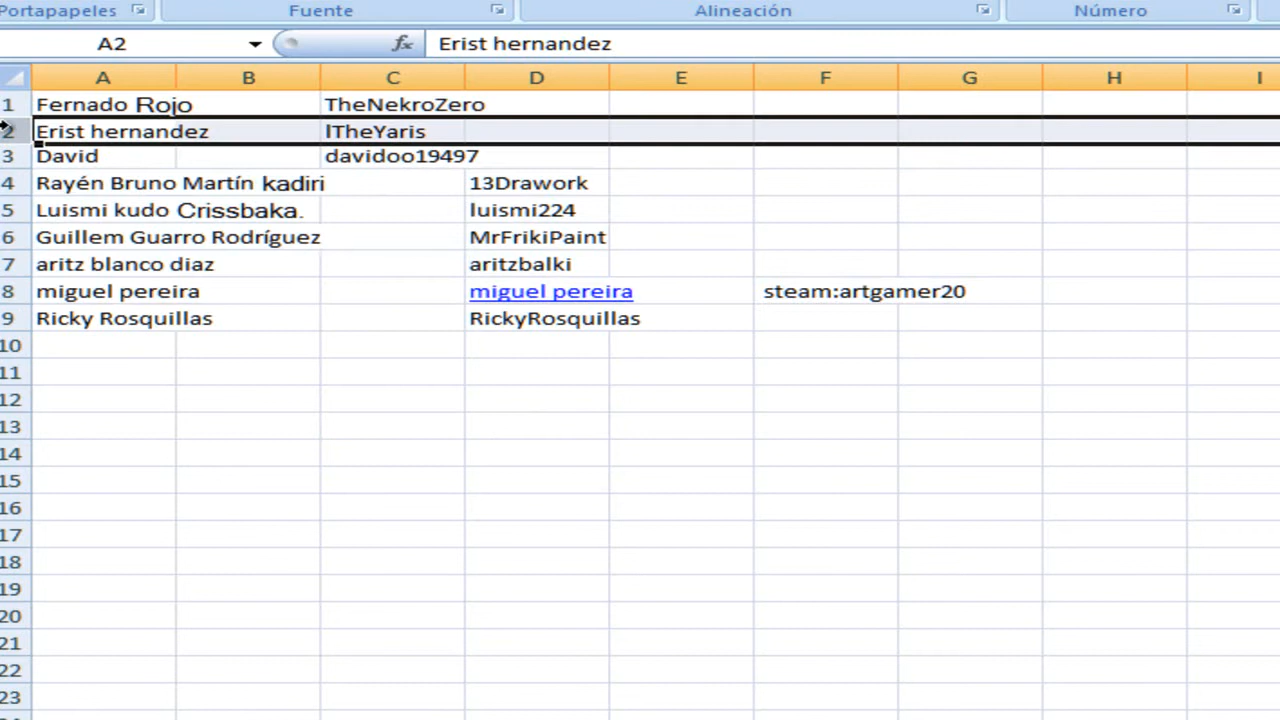 Portapapeles Fuente Alineación Número
A2 fx Erist hernandez
A B C D E F G H I
1 Fernado Rojo TheNekroZero
2 Erist hernandez lTheYaris
3 David davidoo19497
4 Rayén Bruno Martín kadiri 13Drawork
5 Luismi kudo Crissbaka. luismi224
6 Guillem Guarro Rodríguez MrFrikiPaint
7 aritz blanco diaz aritzbalki
8 miguel pereira miguel pereira steam:artgamer20
9 Ricky Rosquillas RickyRosquillas
10
11
12
13
14
15
16
17
18
19
20
21
22
23